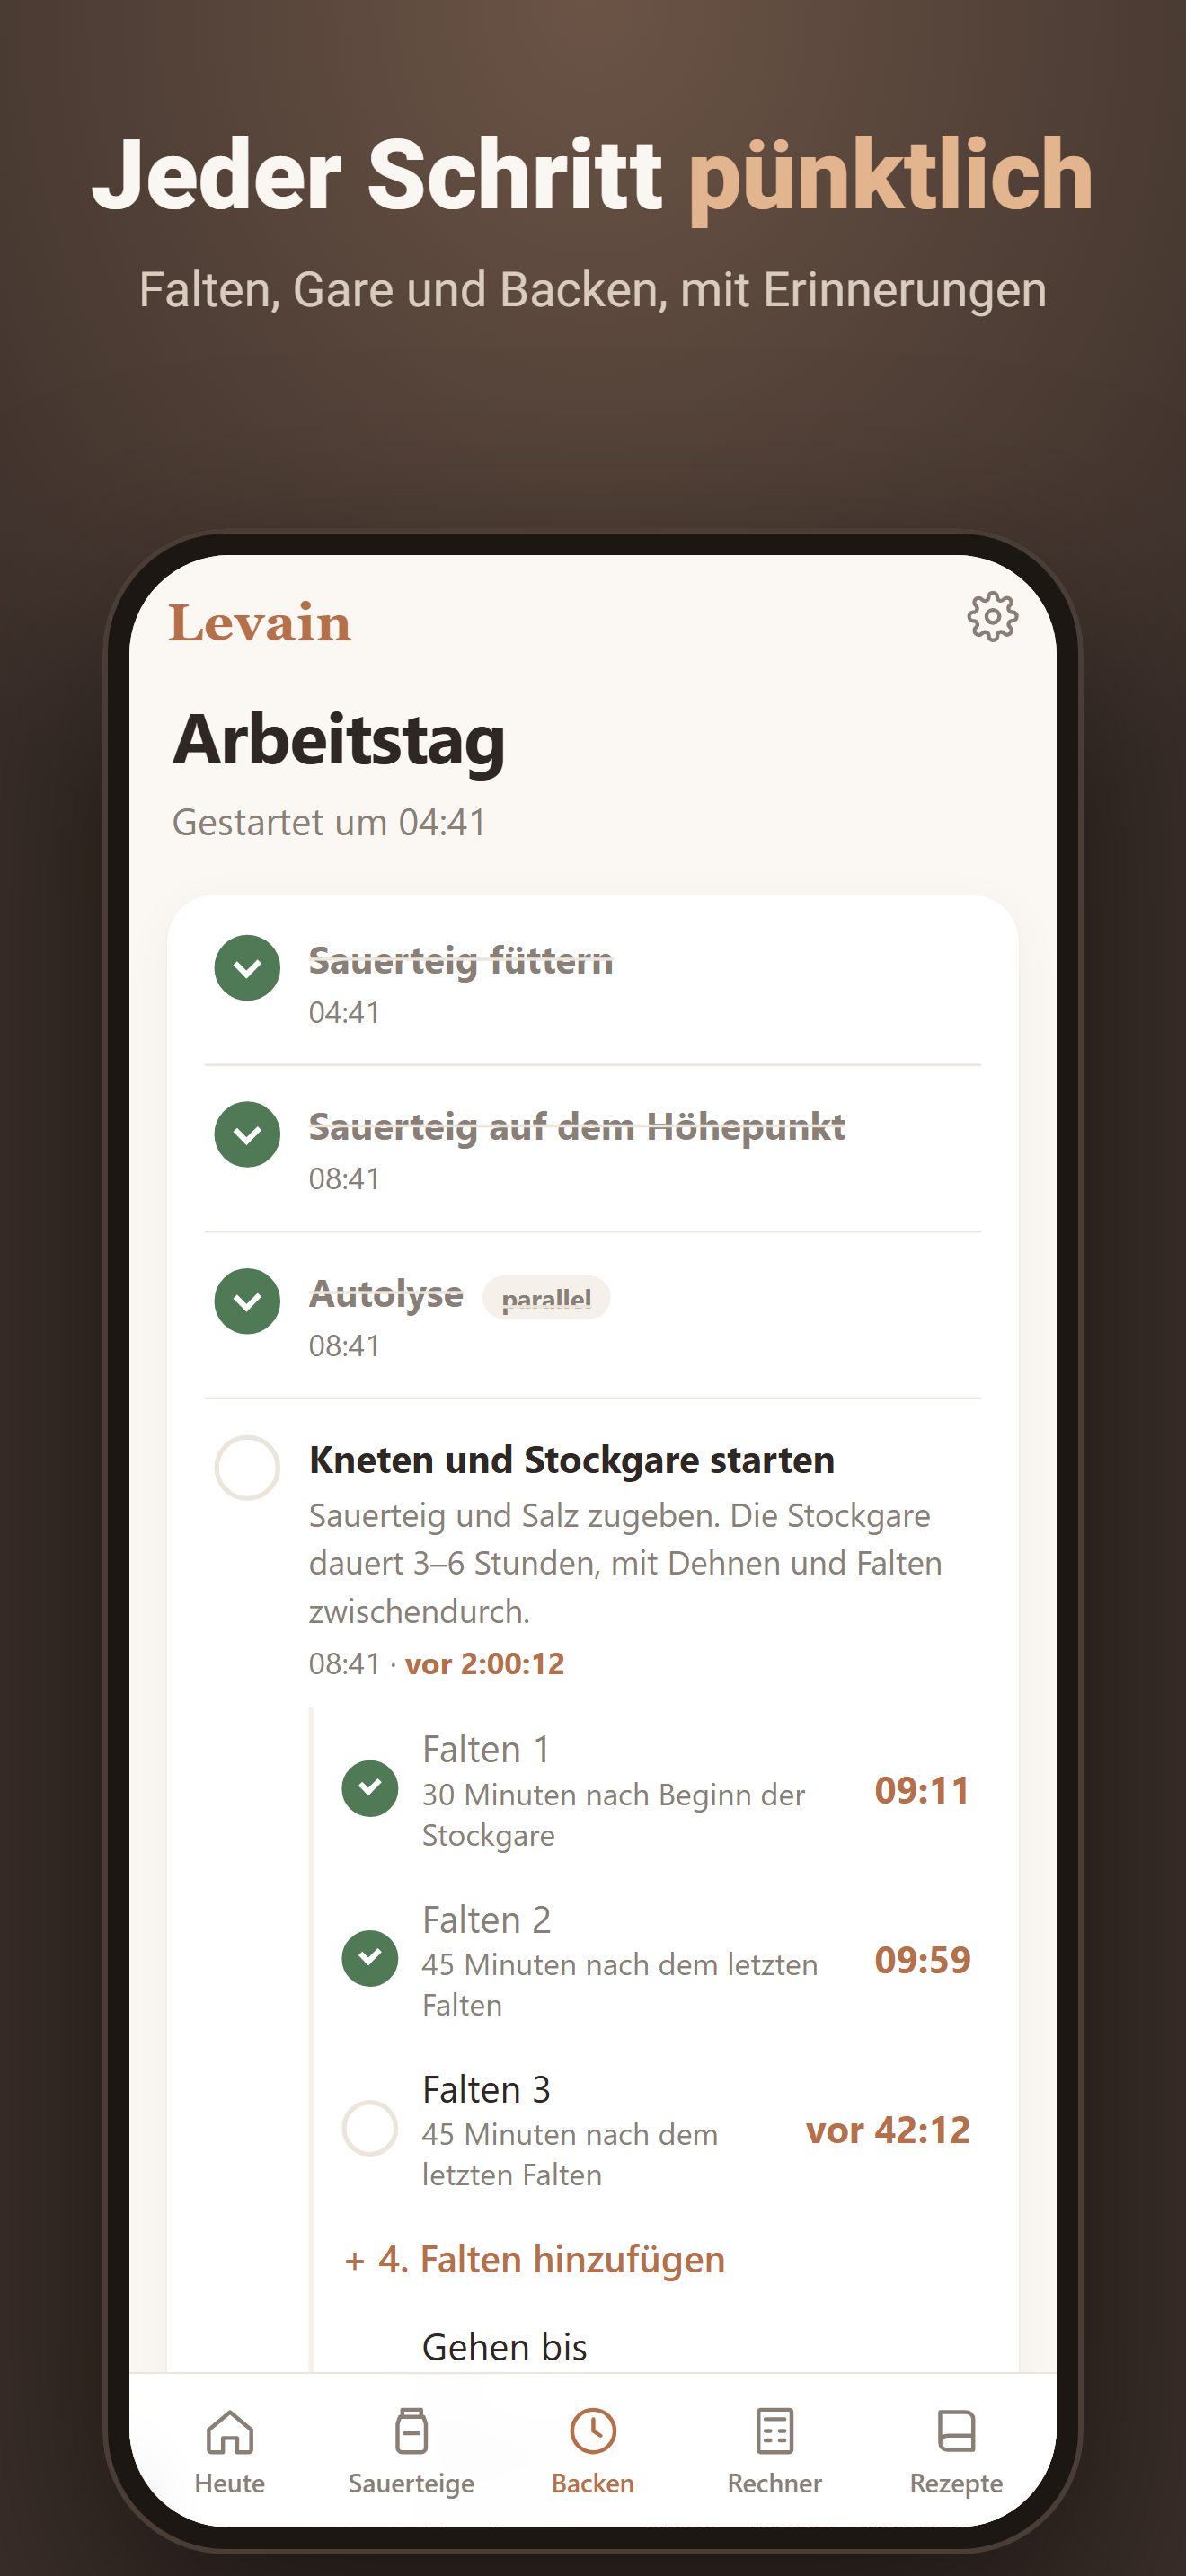 Jeder Schritt pünktlich
Falten, Gare und Backen, mit Erinnerungen
Levain
Arbeitstag
Gestartet um 04:41
Sauerteig füttern
04:41
Sauerteig auf dem Höhepunkt
08:41
Autolyse parallel
08:41
Kneten und Stockgare starten
Sauerteig und Salz zugeben. Die Stockgare
dauert 3–6 Stunden, mit Dehnen und Falten
zwischendurch.
08:41 · vor 2:00:12
Falten 1
30 Minuten nach Beginn der
Stockgare
09:11
Falten 2
45 Minuten nach dem letzten
Falten
09:59
Falten 3
45 Minuten nach dem
letzten Falten
vor 42:12
+ 4. Falten hinzufügen
Gehen bis
Heute
Sauerteige
Backen
Rechner
Rezepte